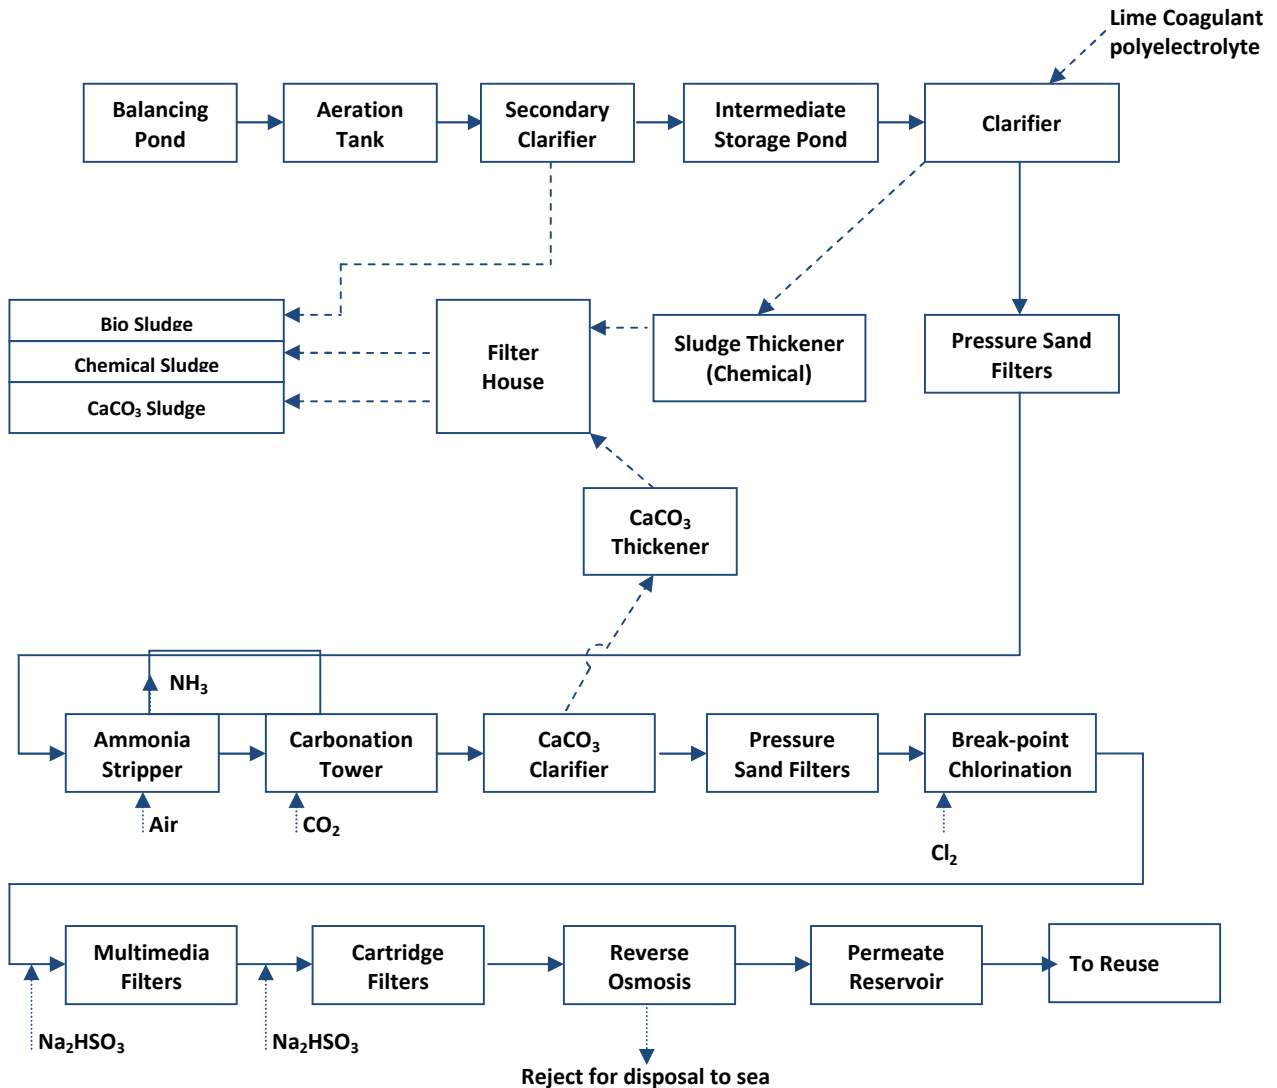 Lime Coagulant
polyelectrolyte
Balancing
Pond
Aeration
Tank
Secondary
Clarifier
Intermediate
Storage Pond
Clarifier
Bio Sludge
Chemical Sludge
CaCO₃ Sludge
Filter
House
Sludge Thickener
(Chemical)
Pressure Sand
Filters
CaCO₃
Thickener
NH₃
Ammonia
Stripper
Carbonation
Tower
CaCO₃
Clarifier
Pressure
Sand Filters
Break-point
Chlorination
Air
CO₂
Cl₂
Multimedia
Filters
Cartridge
Filters
Reverse
Osmosis
Permeate
Reservoir
To Reuse
Na₂HSO₃
Na₂HSO₃
Reject for disposal to sea